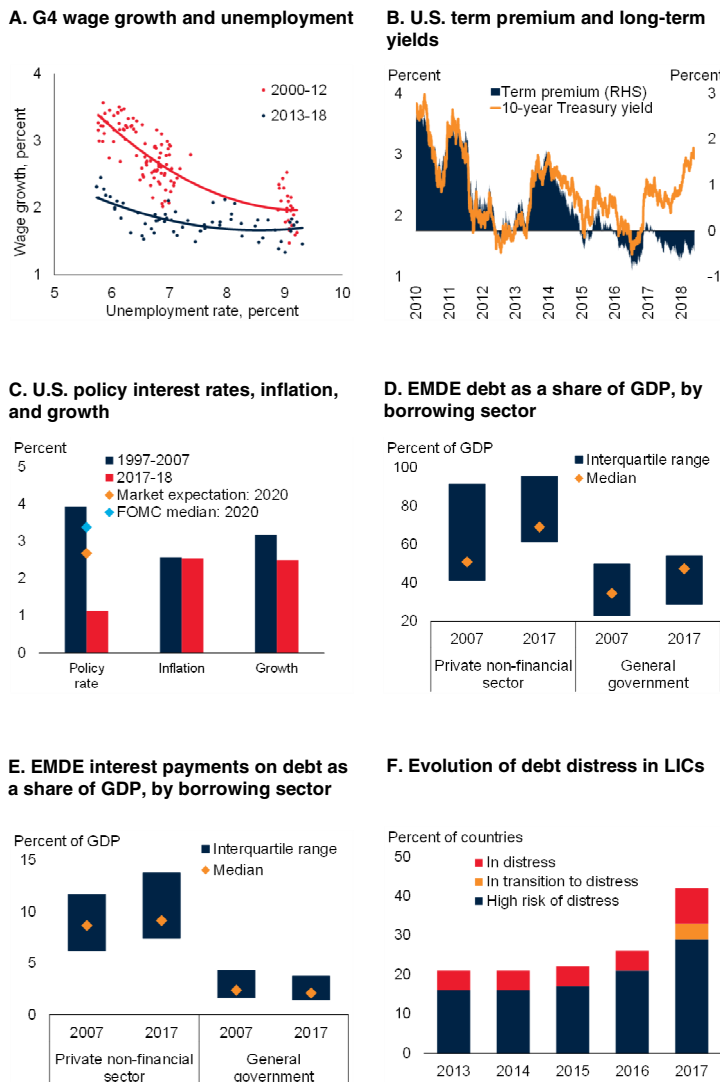 A. G4 wage growth and unemployment
4
3
2
1
Wage growth, percent
2000-12
2013-18
5 6 7 8 9 10
Unemployment rate, percent
B. U.S. term premium and long-term
yields
Percent Percent
Term premium (RHS)
10-year Treasury yield
4
3
2
1
3
2
1
0
-1
2010 2011 2012 2013 2014 2015 2016 2017 2018
C. U.S. policy interest rates, inflation,
and growth
Percent
5
4
3
2
1
0
1997-2007
2017-18
Market expectation: 2020
FOMC median: 2020
Policy Inflation Growth
rate
D. EMDE debt as a share of GDP, by
borrowing sector
Percent of GDP
100
80
60
40
20
Interquartile range
Median
2007 2017 2007 2017
Private non-financial General
sector government
E. EMDE interest payments on debt as
a share of GDP, by borrowing sector
Percent of GDP
15
10
5
0
Interquartile range
Median
2007 2017 2007 2017
Private non-financial General
sector government
F. Evolution of debt distress in LICs
Percent of countries
50
40
30
20
10
0
In distress
In transition to distress
High risk of distress
2013 2014 2015 2016 2017